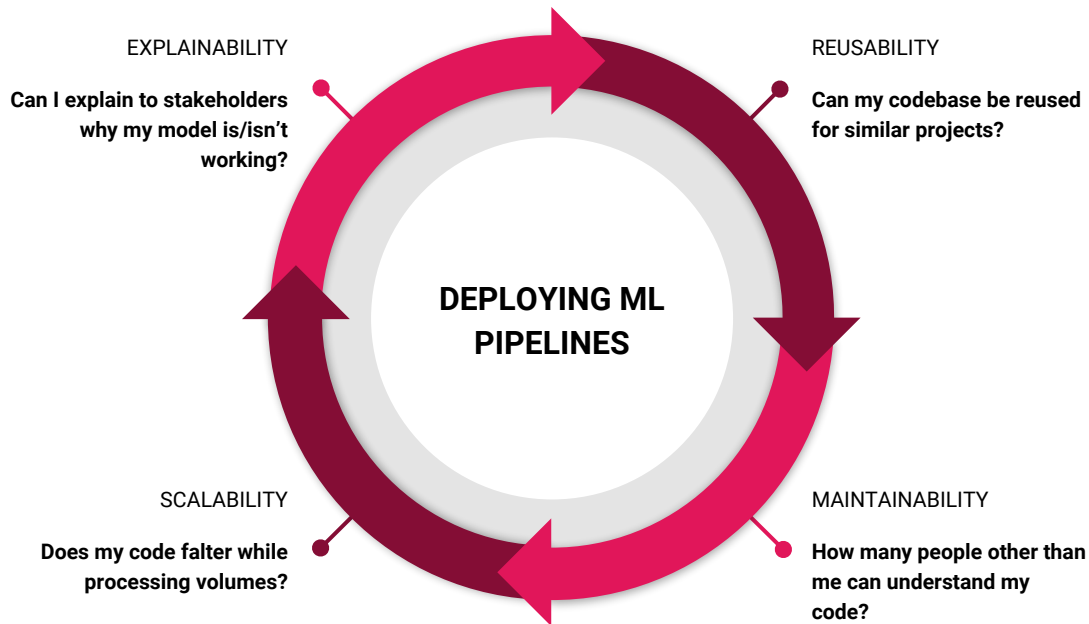 EXPLAINABILITY
Can I explain to stakeholders
why my model is/isn’t
working?
REUSABILITY
Can my codebase be reused
for similar projects?
DEPLOYING ML
PIPELINES
SCALABILITY
Does my code falter while
processing volumes?
MAINTAINABILITY
How many people other than
me can understand my
code?